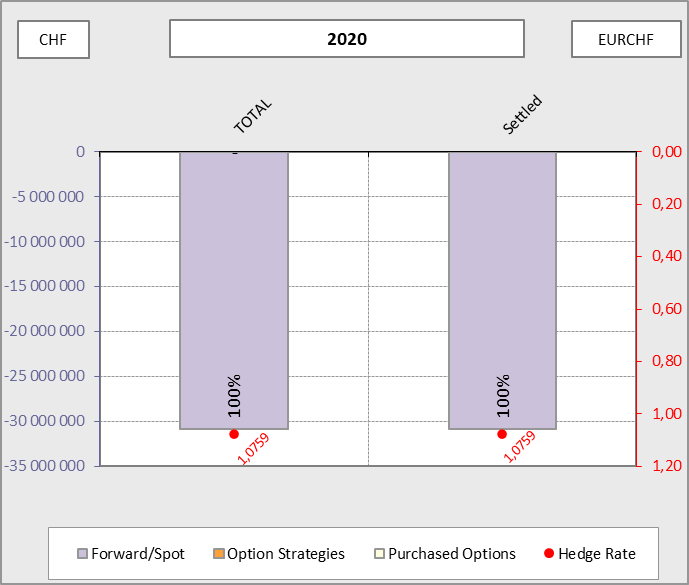 CHF
2020
EURCHF
TOTAL
Settled
0
-5 000 000
-10 000 000
-15 000 000
-20 000 000
-25 000 000
-30 000 000
-35 000 000
0,00
0,20
0,40
0,60
0,80
1,00
1,20
100%
100%
1,0759
1,0759
Forward/Spot
Option Strategies
Purchased Options
Hedge Rate